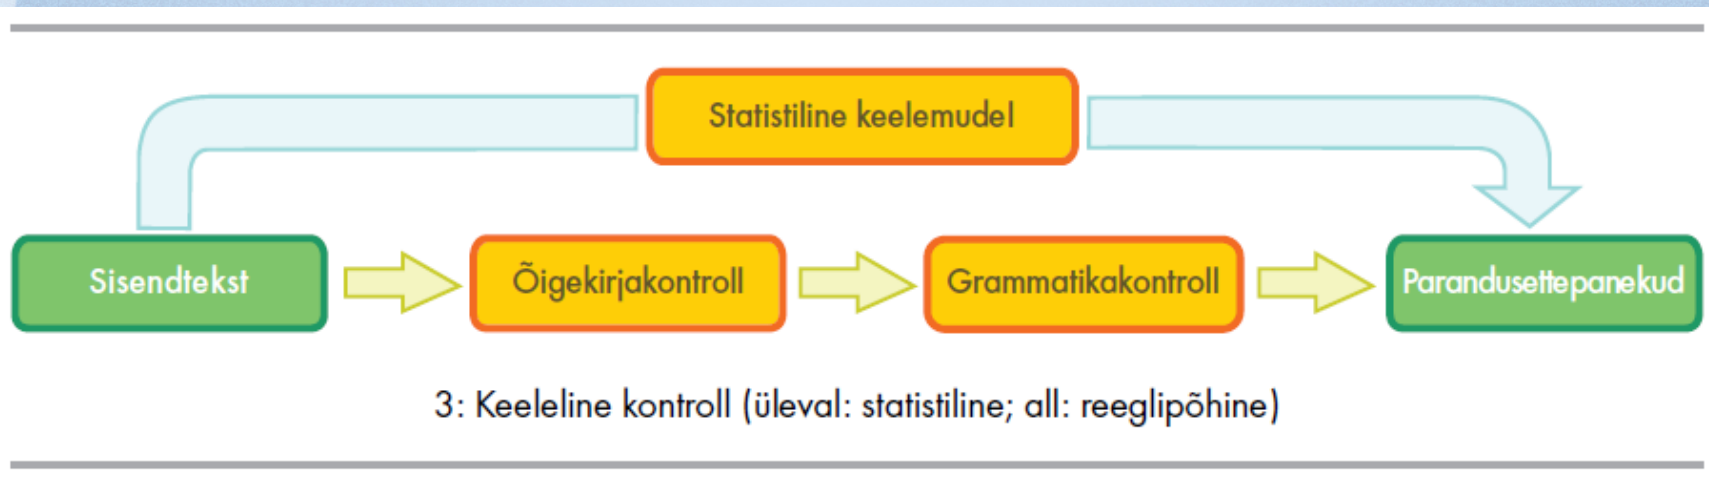 Statistiline keelemudel
Sisendtekst
Õigekirjakontroll
Grammatikakontroll
Parandusettepanekud
3: Keeleline kontroll (üleval: statistiline; all: reeglipõhine)